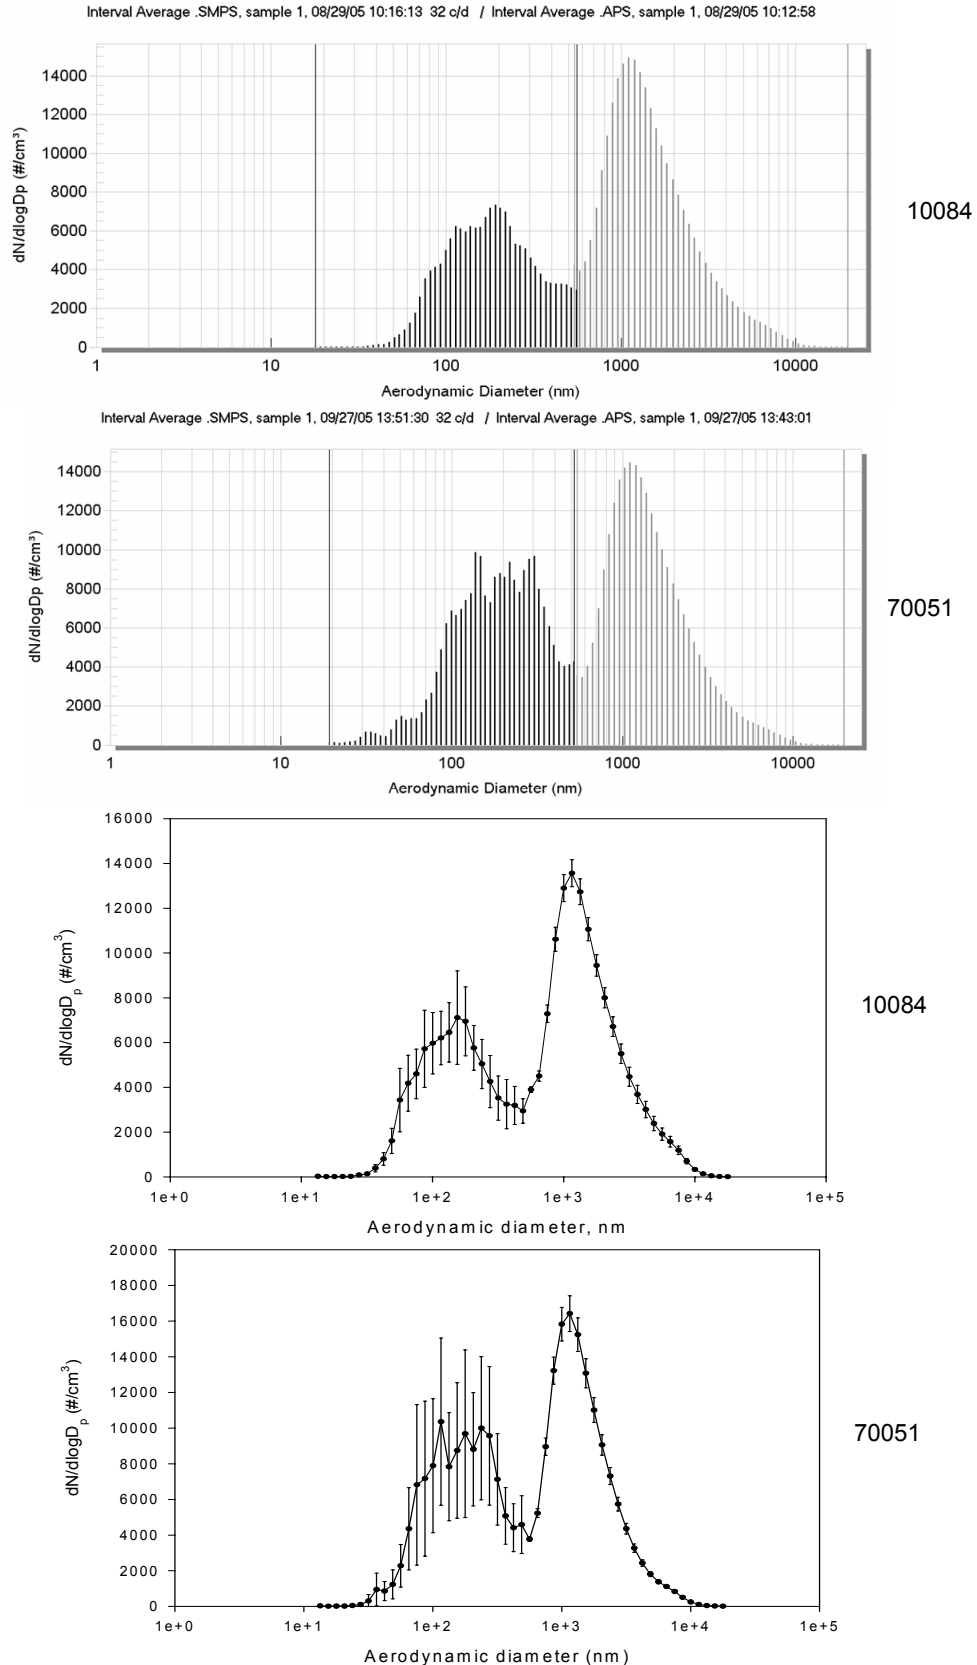 Interval Average .SMPS, sample 1, 08/29/05 10:16:13 32 c/d / Interval Average .APS, sample 1, 08/29/05 10:12:58
dN/dlogDp (#/cm³)
14000
12000
10000
8000
6000
4000
2000
0
1 10 100 1000 10000
Aerodynamic Diameter (nm)
10084
Interval Average .SMPS, sample 1, 09/27/05 13:51:30 32 c/d / Interval Average .APS, sample 1, 09/27/05 13:43:01
dN/dlogDp (#/cm³)
14000
12000
10000
8000
6000
4000
2000
0
1 10 100 1000 10000
Aerodynamic Diameter (nm)
70051
dN/dlogDp (#/cm³)
16000
14000
12000
10000
8000
6000
4000
2000
0
1e+0 1e+1 1e+2 1e+3 1e+4 1e+5
Aerodynamic diameter, nm
10084
dN/dlogDp (#/cm³)
20000
18000
16000
14000
12000
10000
8000
6000
4000
2000
0
1e+0 1e+1 1e+2 1e+3 1e+4 1e+5
Aerodynamic diameter (nm)
70051